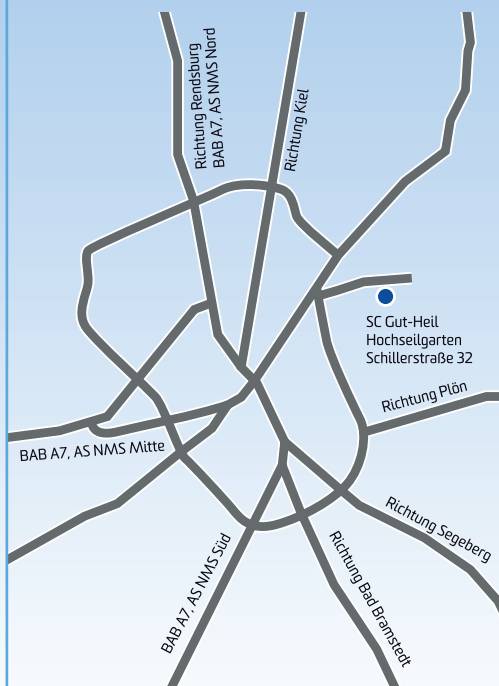 Richtung Rendsburg
BAB A7, AS NMS Nord
Richtung Kiel
SC Gut-Heil
Hochseilgarten
Schillerstraße 32
Richtung Plön
BAB A7, AS NMS Mitte
Richtung Segeberg
BAB A7, AS NMS Süd
Richtung Bad Bramstedt